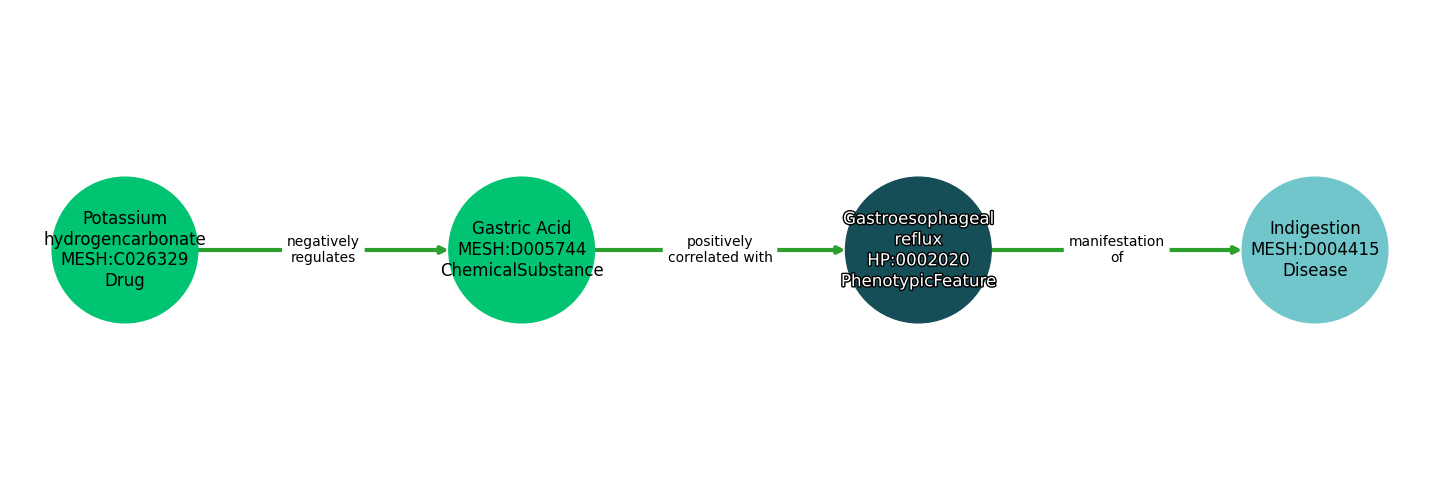 Potassium
hydrogencarbonate
MESH:C026329
Drug
negatively
regulates
Gastric Acid
MESH:D005744
ChemicalSubstance
positively
correlated with
Gastroesophageal
reflux
HP:0002020
PhenotypicFeature
manifestation
of
Indigestion
MESH:D004415
Disease